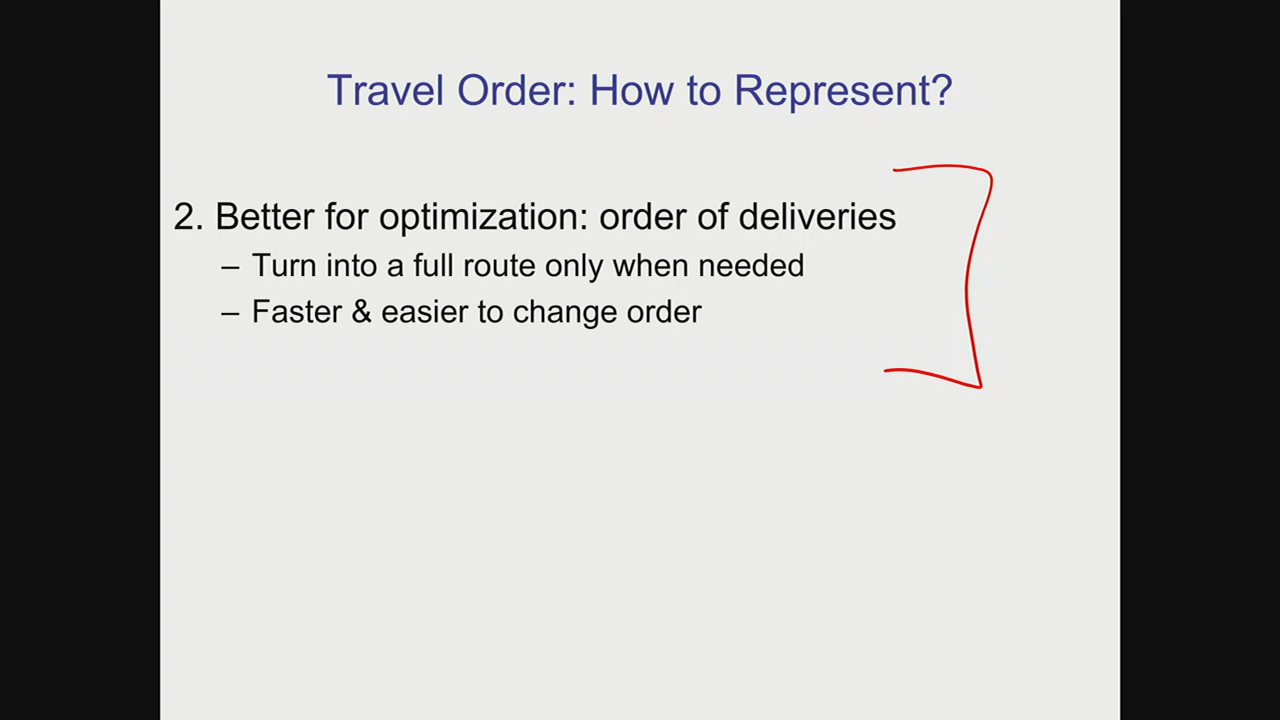 Travel Order: How to Represent?
2. Better for optimization: order of deliveries
– Turn into a full route only when needed
– Faster & easier to change order